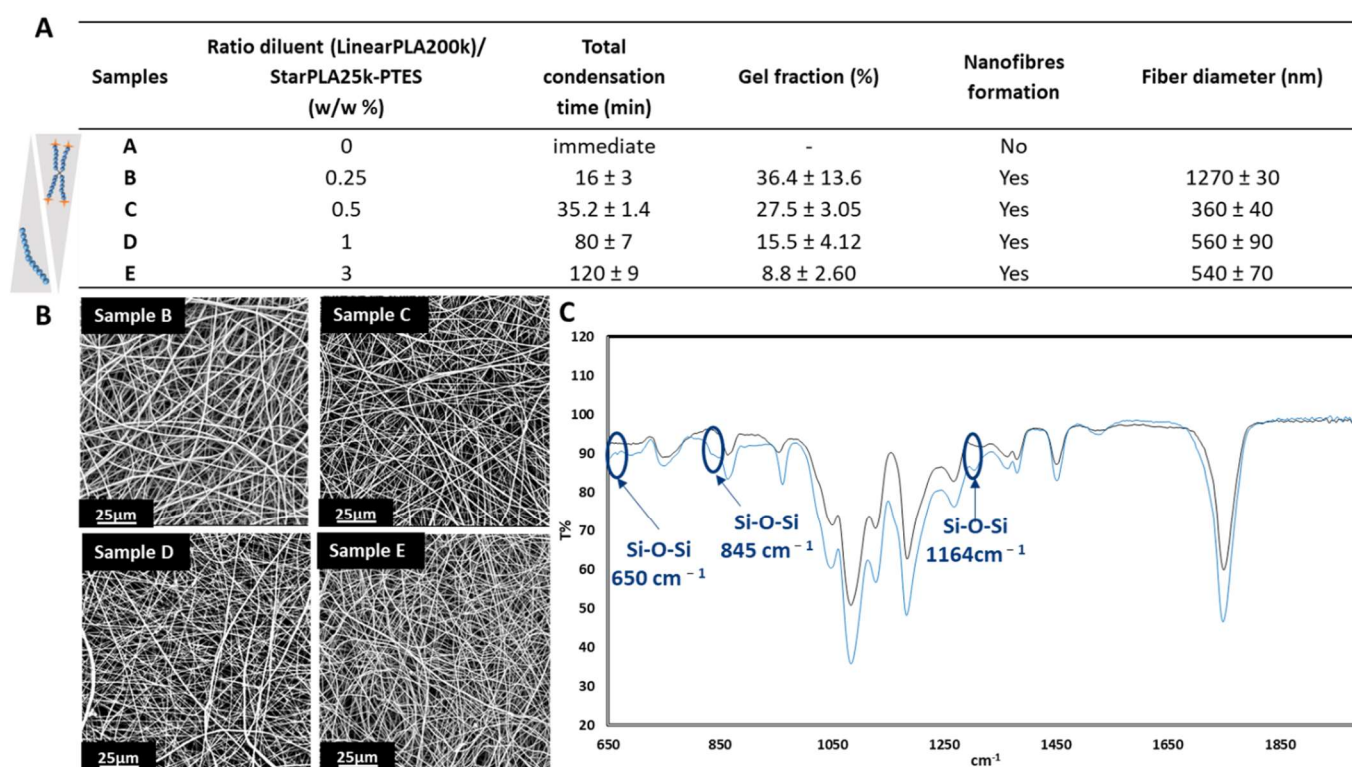 A
Samples
Ratio diluent (LinearPLA200k)/
StarPLA25k-PTES
(w/w %)
Total
condensation
time (min)
Gel fraction (%)
Nanofibres
formation
Fiber diameter (nm)
A 0 immediate - No
B 0.25 16 ± 3 36.4 ± 13.6 Yes 1270 ± 30
C 0.5 35.2 ± 1.4 27.5 ± 3.05 Yes 360 ± 40
D 1 80 ± 7 15.5 ± 4.12 Yes 560 ± 90
E 3 120 ± 9 8.8 ± 2.60 Yes 540 ± 70
B
Sample B
25µm
Sample C
25µm
Sample D
25µm
Sample E
25µm
C
120
110
100
90
80
70
60
50
40
30
20
T%
Si-O-Si
650 cm⁻¹
Si-O-Si
845 cm⁻¹
Si-O-Si
1164cm⁻¹
650 850 1050 1250 1450 1650 1850
cm⁻¹